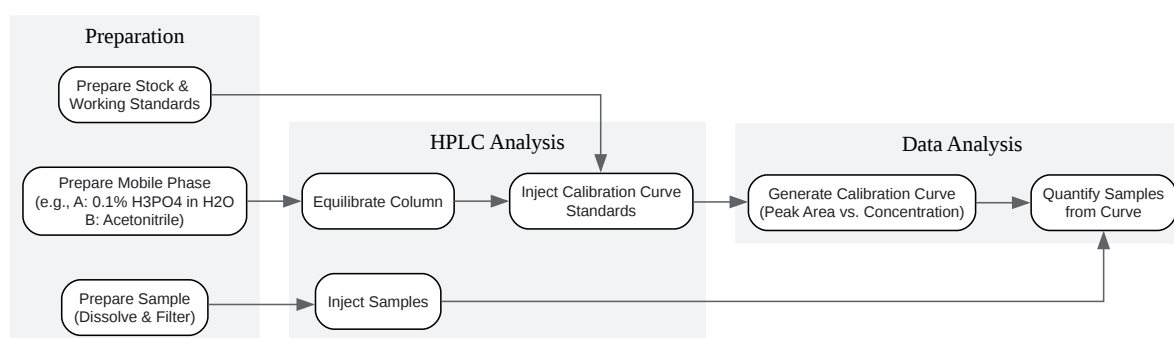 Preparation
Prepare Stock &
Working Standards
Prepare Mobile Phase
(e.g., A: 0.1% H3PO4 in H2O
B: Acetonitrile)
Prepare Sample
(Dissolve & Filter)
HPLC Analysis
Equilibrate Column
Inject Calibration Curve
Standards
Inject Samples
Data Analysis
Generate Calibration Curve
(Peak Area vs. Concentration)
Quantify Samples
from Curve